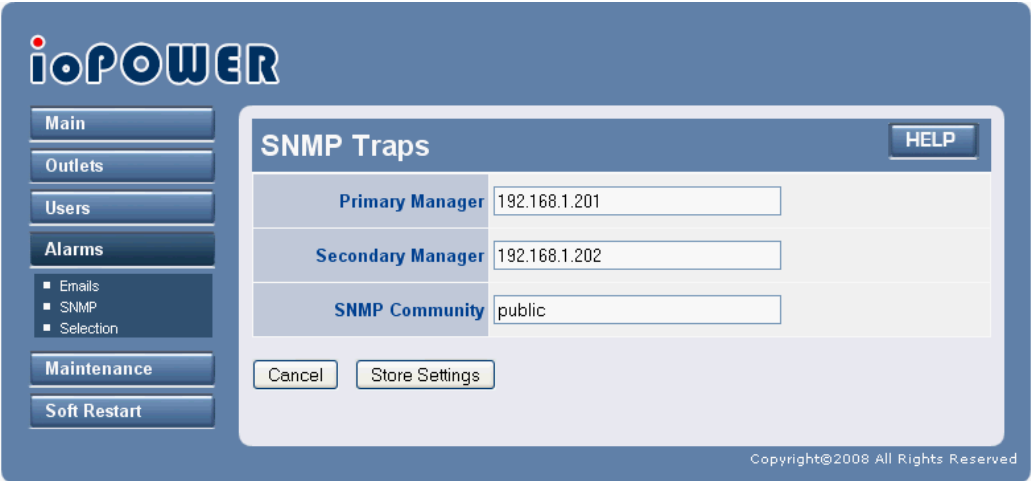 ioPOWER
Main
Outlets
Users
Alarms
Emails
SNMP
Selection
Maintenance
Soft Restart
SNMP Traps
HELP
Primary Manager 192.168.1.201
Secondary Manager 192.168.1.202
SNMP Community public
Cancel Store Settings
Copyright©2008 All Rights Reserved